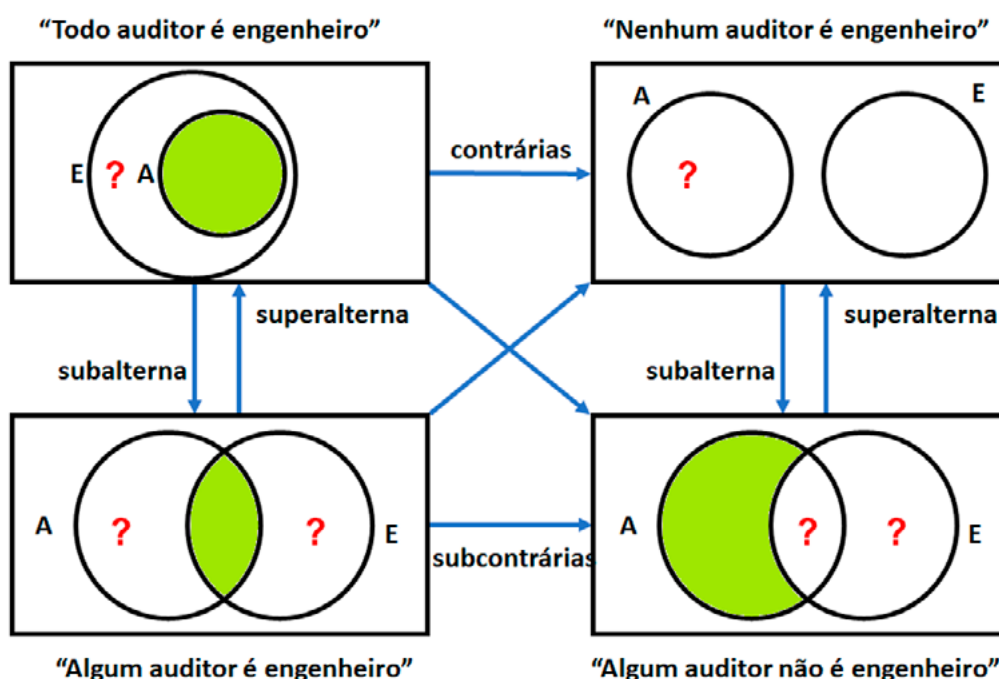 “Todo auditor é engenheiro”
“Nenhum auditor é engenheiro”
E ? A
contrárias
A
E
?
superalterna
subalterna
superalterna
subalterna
A ? ? E
subcontrárias
A ? ? E
“Algum auditor é engenheiro”
“Algum auditor não é engenheiro”